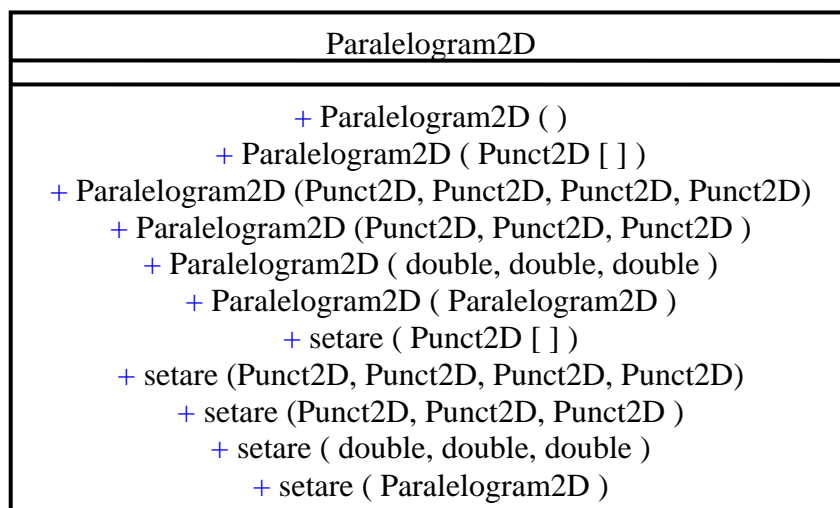 Paralelogram2D
+ Paralelogram2D ( )
+ Paralelogram2D ( Punct2D [ ] )
+ Paralelogram2D (Punct2D, Punct2D, Punct2D, Punct2D)
+ Paralelogram2D (Punct2D, Punct2D, Punct2D )
+ Paralelogram2D ( double, double, double )
+ Paralelogram2D ( Paralelogram2D )
+ setare ( Punct2D [ ] )
+ setare (Punct2D, Punct2D, Punct2D, Punct2D)
+ setare (Punct2D, Punct2D, Punct2D )
+ setare ( double, double, double )
+ setare ( Paralelogram2D )